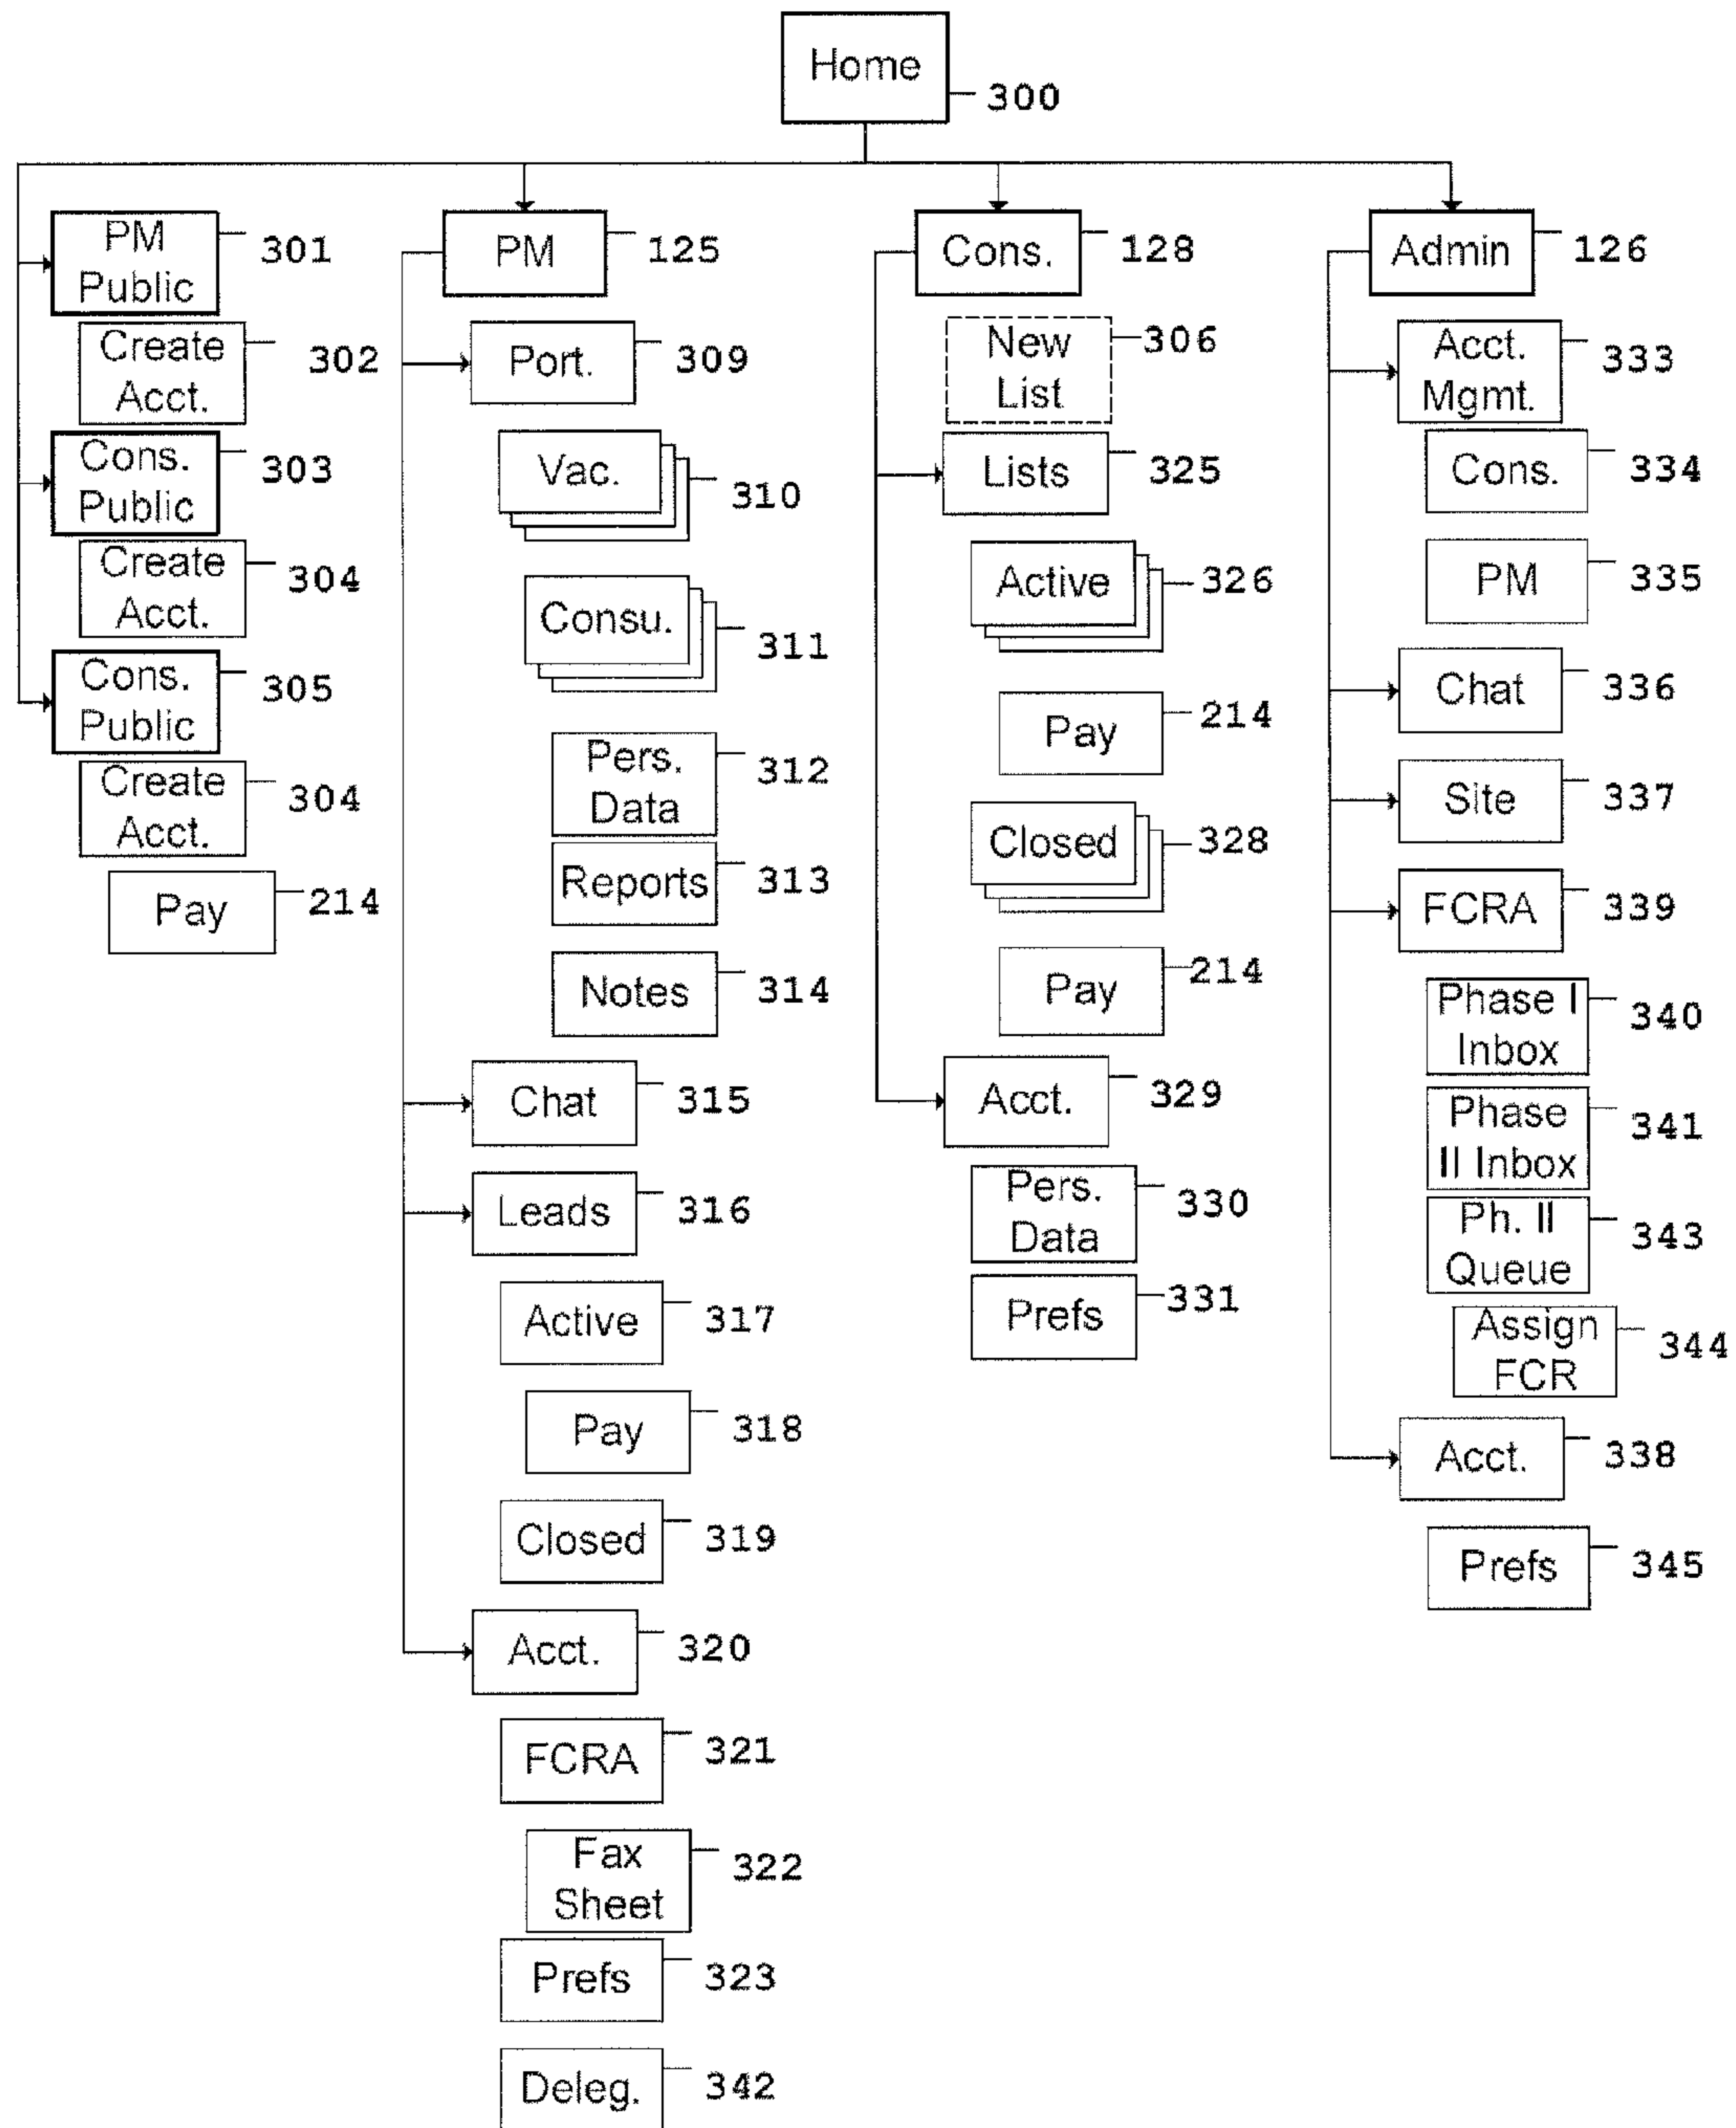 Home
300
PM
Public
301
Create
Acct.
302
Cons.
Public
303
Create
Acct.
304
Cons.
Public
305
Create
Acct.
304
Pay
214
PM
125
Port.
309
Vac.
310
Consu.
311
Pers.
Data
312
Reports
313
Notes
314
Chat
315
Leads
316
Active
317
Pay
318
Closed
319
Acct.
320
FCRA
321
Fax
Sheet
322
Prefs
323
Deleg.
342
Cons.
128
New
List
306
Lists
325
Active
326
Pay
214
Closed
328
Pay
214
Acct.
329
Pers.
Data
330
Prefs
331
Admin
126
Acct.
Mgmt.
333
Cons.
334
PM
335
Chat
336
Site
337
FCRA
339
Phase I
Inbox
340
Phase
II Inbox
341
Ph. II
Queue
343
Assign
FCR
344
Acct.
338
Prefs
345